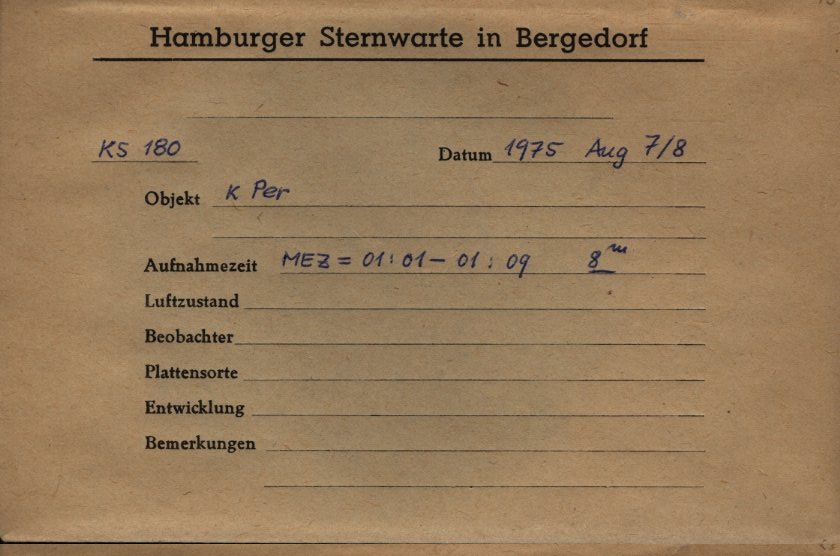 Hamburger Sternwarte in Bergedorf
KS 180 Datum 1975 Aug 7/8
Objekt K Per
Aufnahmezeit MEZ = 01:01 - 01:09 8ᵐ
Luftzustand
Beobachter
Plattensorte
Entwicklung
Bemerkungen